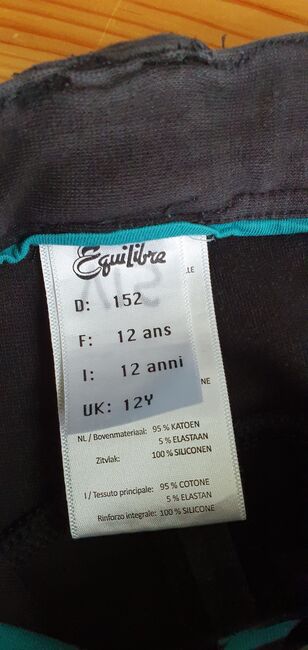 Equilibre
D: 152
F: 12 ans
I: 12 anni
UK: 12Y
NL / Bovenmateriaal: 95 % KATOEN
5 % ELASTAAN
Zitvlak: 100 % SILICONEN
I / Tessuto principale: 95 % COTONE
5 % ELASTAN
Rinforzo integrale: 100 % SILICONE